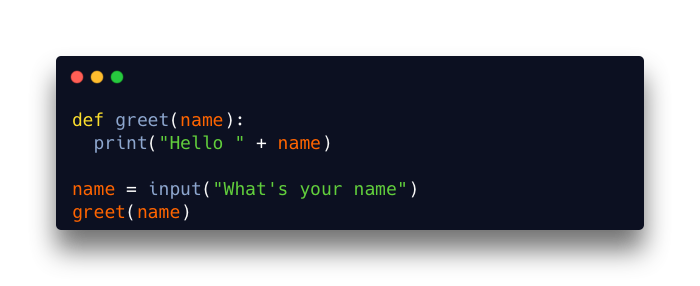 def greet(name):
  print("Hello " + name)

name = input("What's your name")
greet(name)